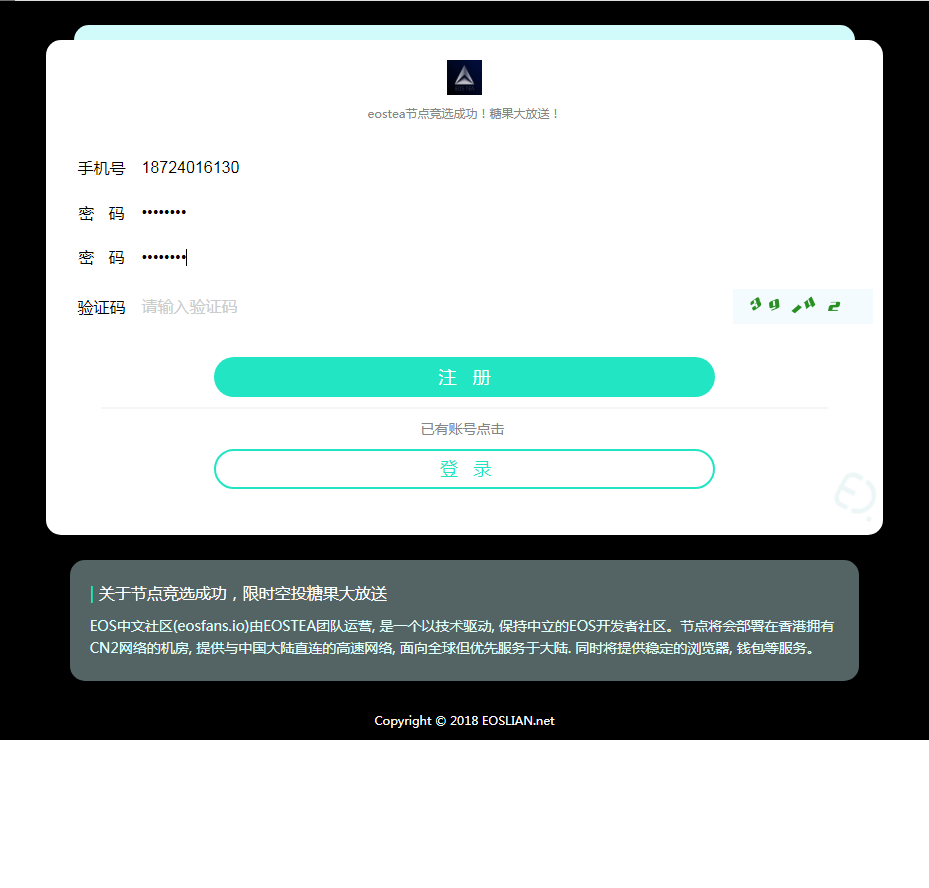 eostea节点竞选成功！糖果大放送！
手机号 18724016130
密 码 ••••••••
密 码 ••••••••
验证码 请输入验证码
注 册
已有账号点击
登 录
关于节点竞选成功，限时空投糖果大放送
EOS中文社区(eosfans.io)由EOSTEA团队运营, 是一个以技术驱动, 保持中立的EOS开发者社区。节点将会部署在香港拥有
CN2网络的机房, 提供与中国大陆直连的高速网络, 面向全球但优先服务于大陆. 同时将提供稳定的浏览器, 钱包等服务。
Copyright © 2018 EOSLIAN.net